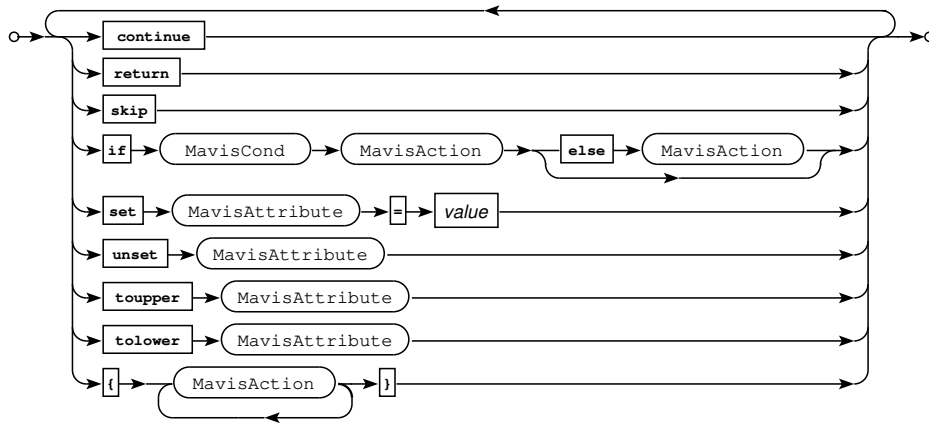 continue
return
skip
if MavisCond MavisAction else MavisAction
set MavisAttribute = value
unset MavisAttribute
toupper MavisAttribute
tolower MavisAttribute
{ MavisAction }